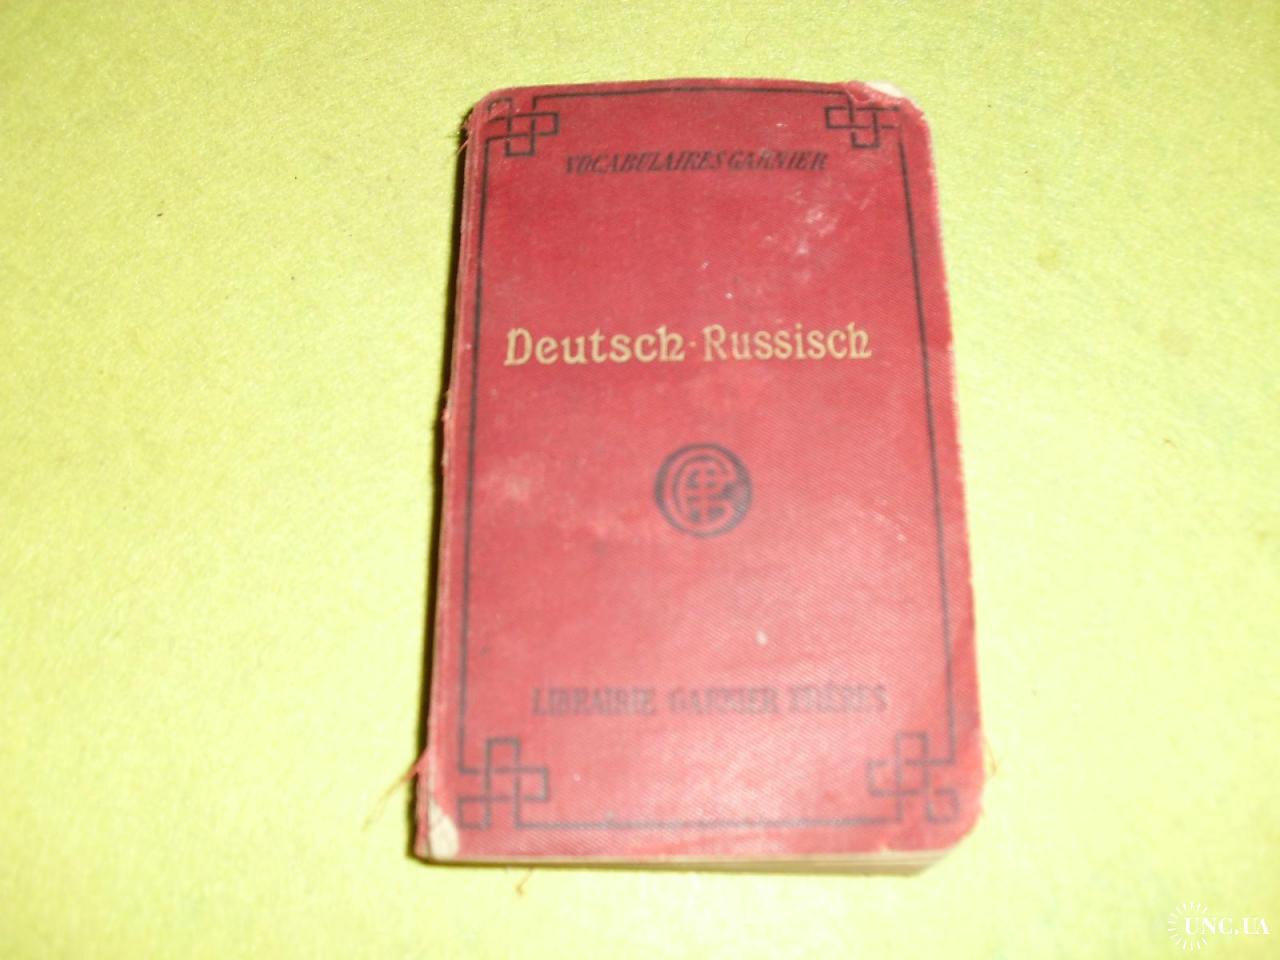 VOCABULAIRES GARNIER
Deutsch-Russisch
LIBRAIRIE GARNIER FRÈRES
UNC.UA